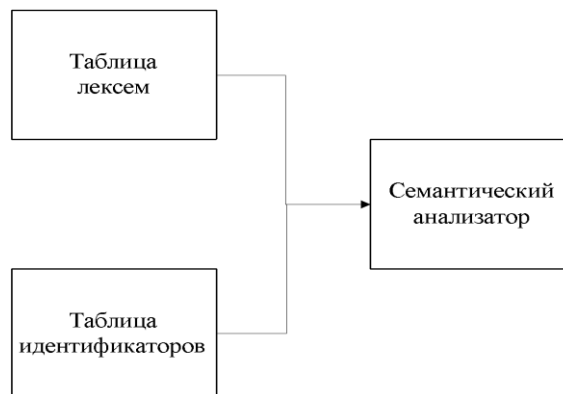 Таблица
лексем
Семантический
анализатор
Таблица
идентификаторов